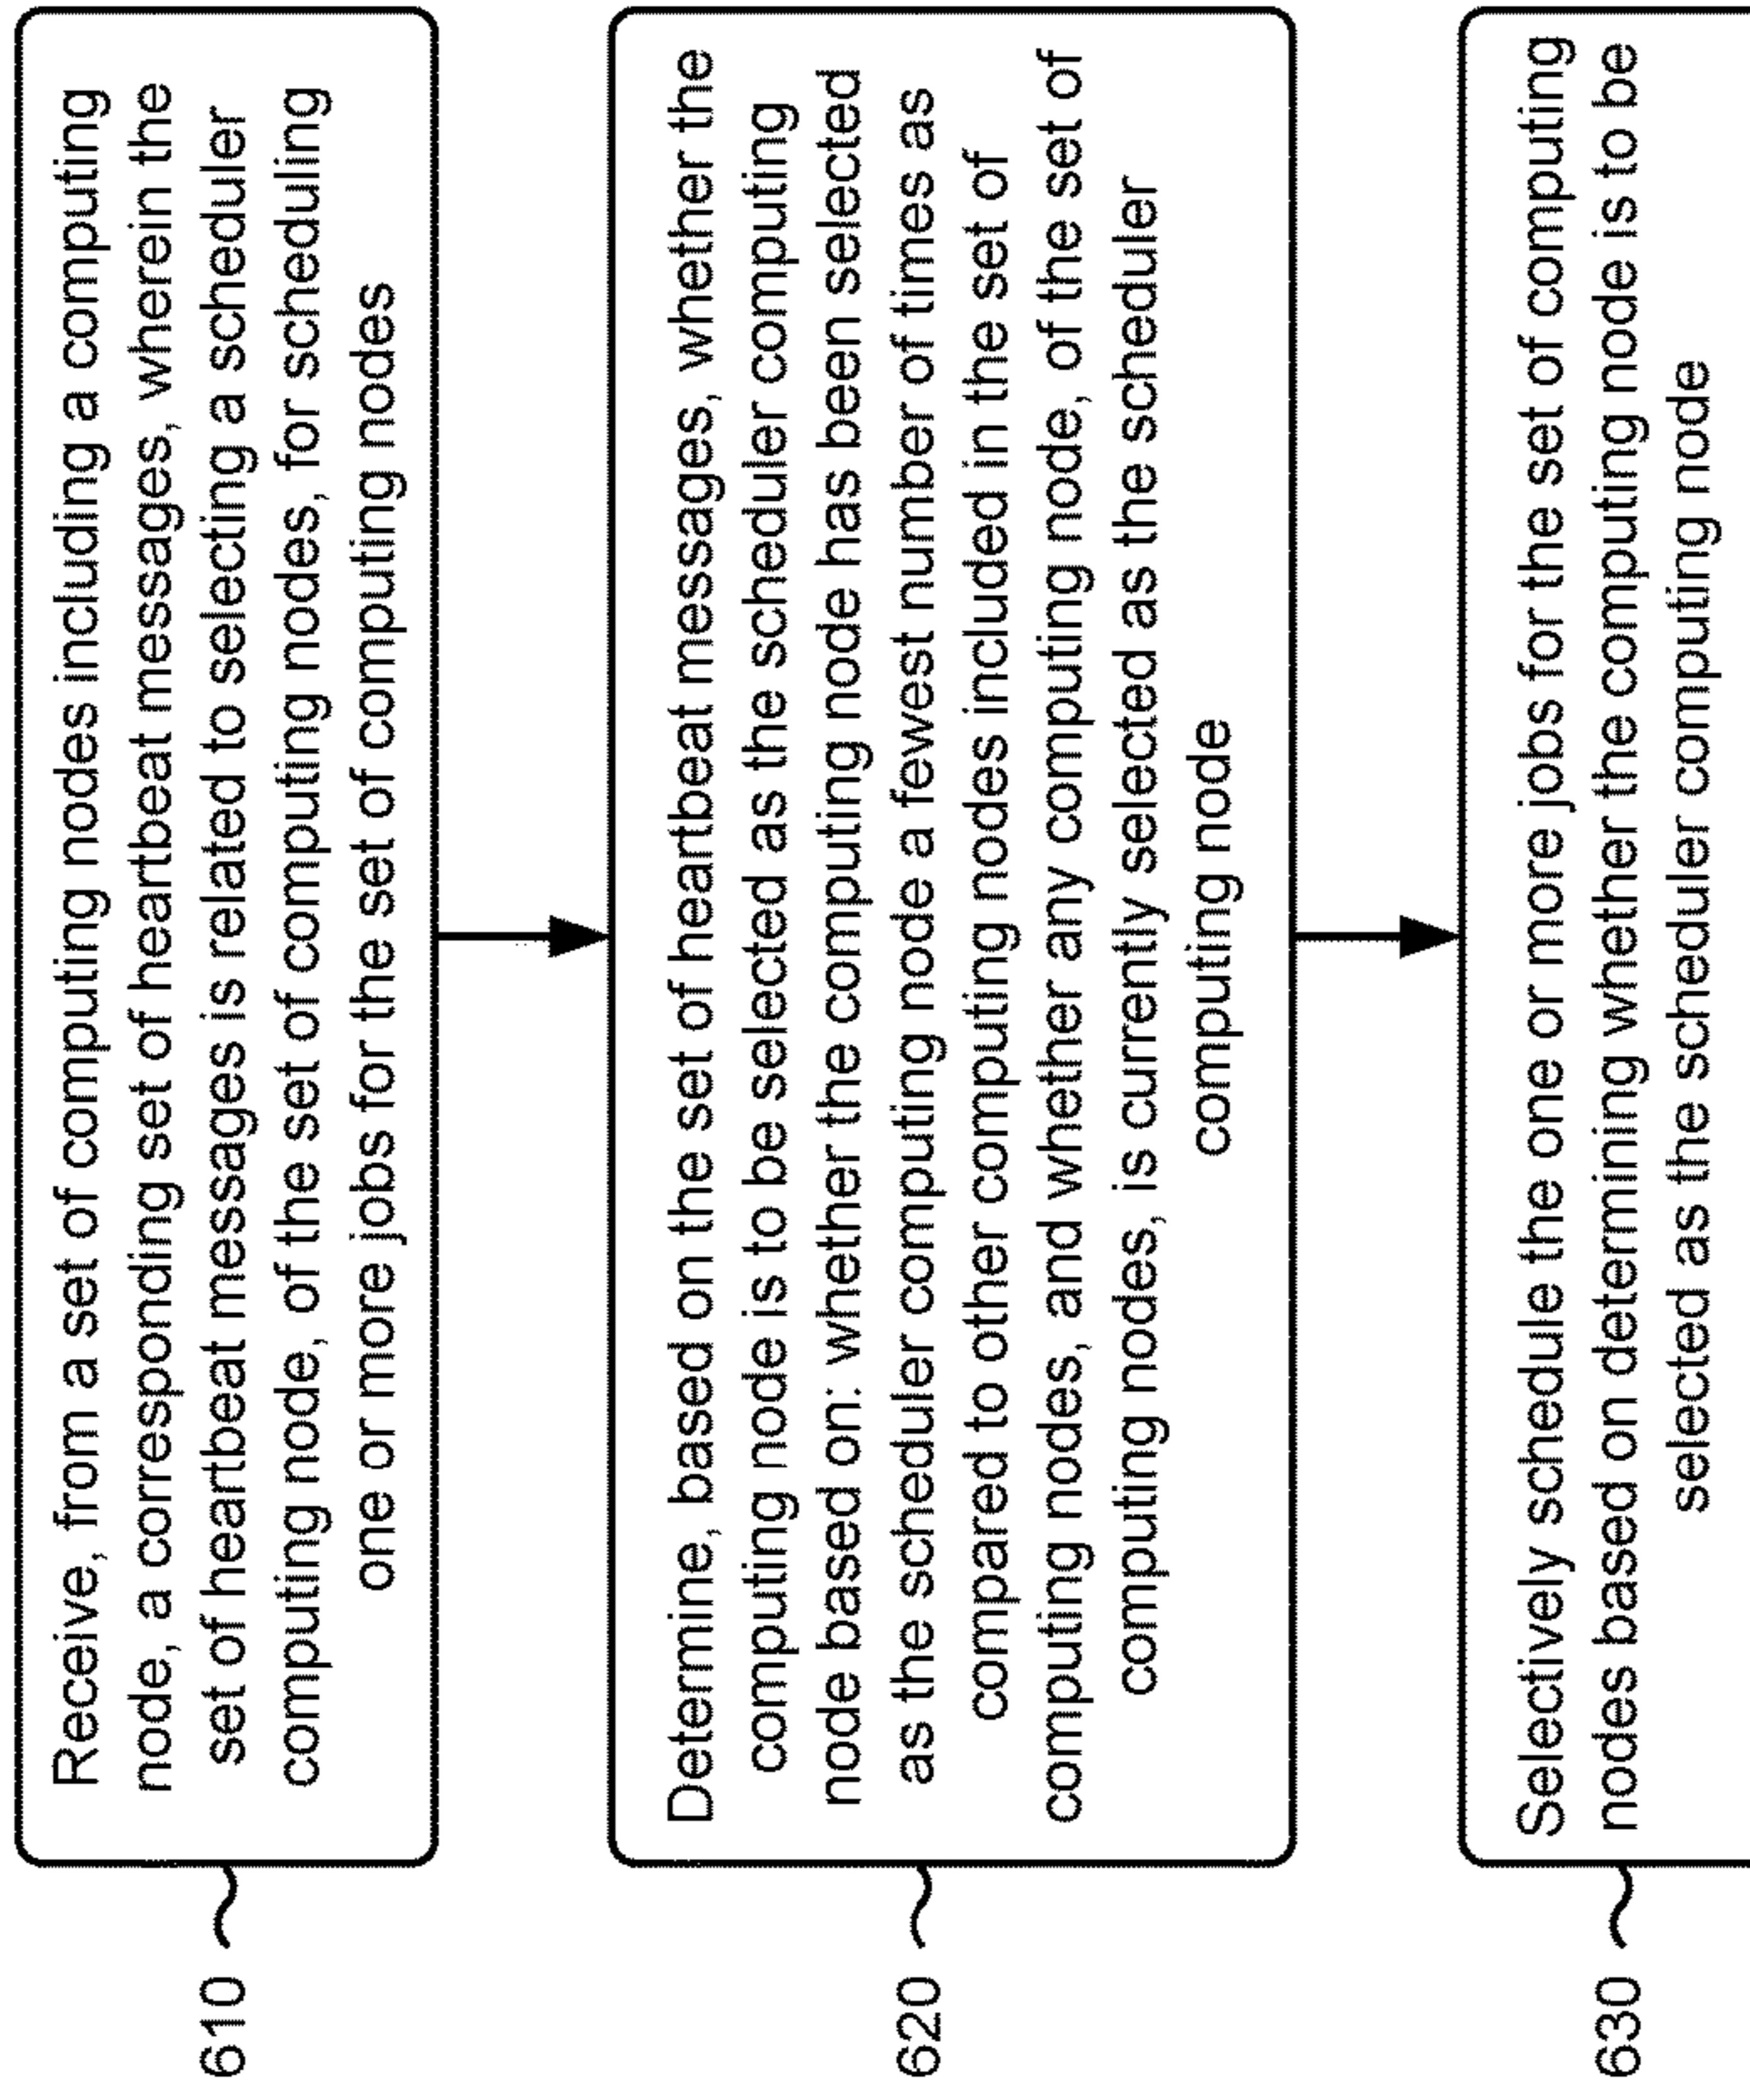 610
Receive, from a set of computing nodes including a computing
node, a corresponding set of heartbeat messages, wherein the
set of heartbeat messages is related to selecting a scheduler
computing node, of the set of computing nodes, for scheduling
one or more jobs for the set of computing nodes
620
Determine, based on the set of heartbeat messages, whether the
computing node is to be selected as the scheduler computing
node based on: whether the computing node has been selected
as the scheduler computing node a fewest number of times as
compared to other computing nodes included in the set of
computing nodes, and whether any computing node, of the set of
computing nodes, is currently selected as the scheduler
computing node
630
Selectively schedule the one or more jobs for the set of computing
nodes based on determining whether the computing node is to be
selected as the scheduler computing node